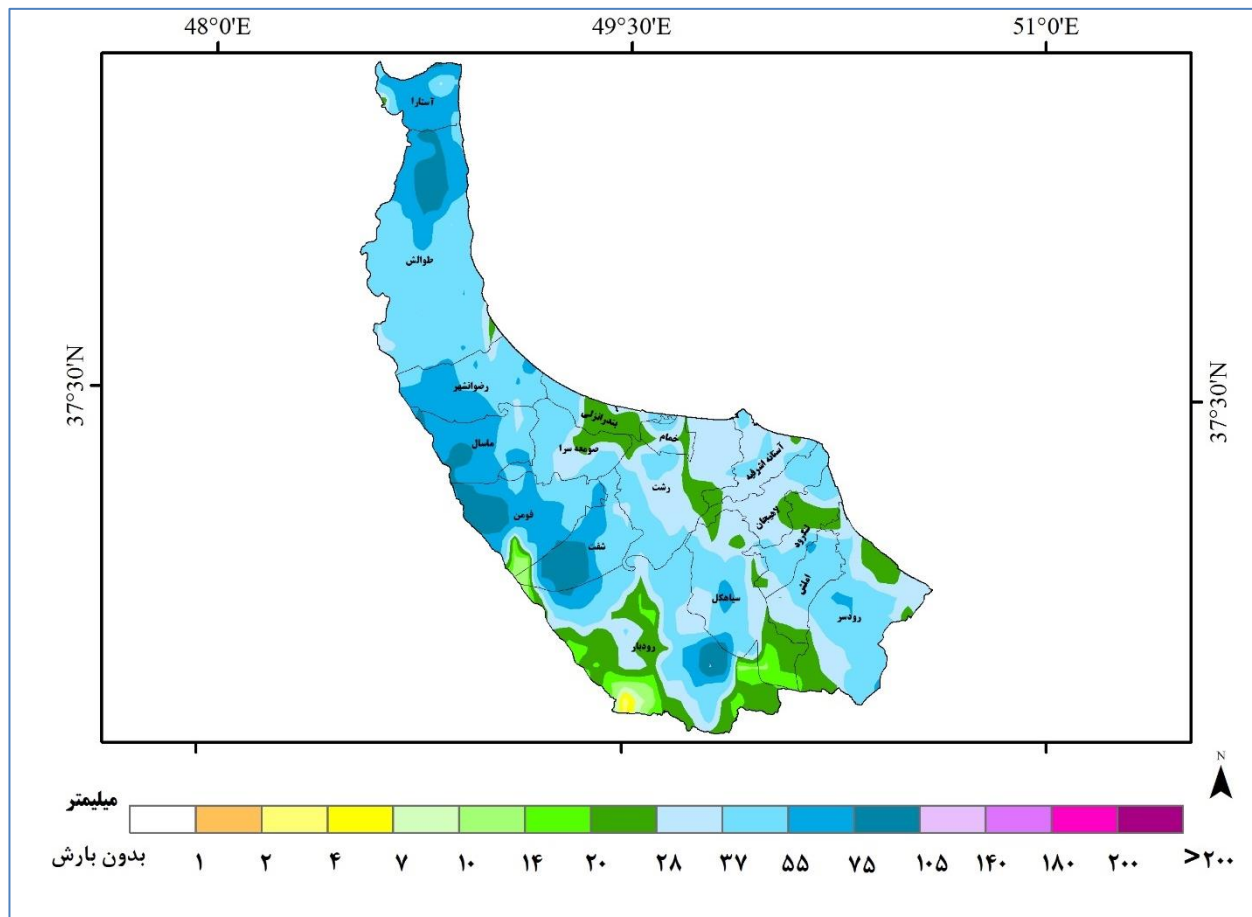 48°0'E 49°30'E 51°0'E
آستارا
طوالش
37°30'N
37°30'N
رضوانشهر
بندرانزلی
خمام
ماسال
صومعه سرا
آستانه اشرفیه
رشت
فومن
لاهیجان
لنگرود
شفت
املش
سیاهکل
رودسر
رودبار
N
میلیمتر
بدون بارش ۱ ۲ ۴ ۷ ۱۰ ۱۴ ۲۰ ۲۸ ۳۷ ۵۵ ۷۵ ۱۰۵ ۱۴۰ ۱۸۰ ۲۰۰ >۲۰۰